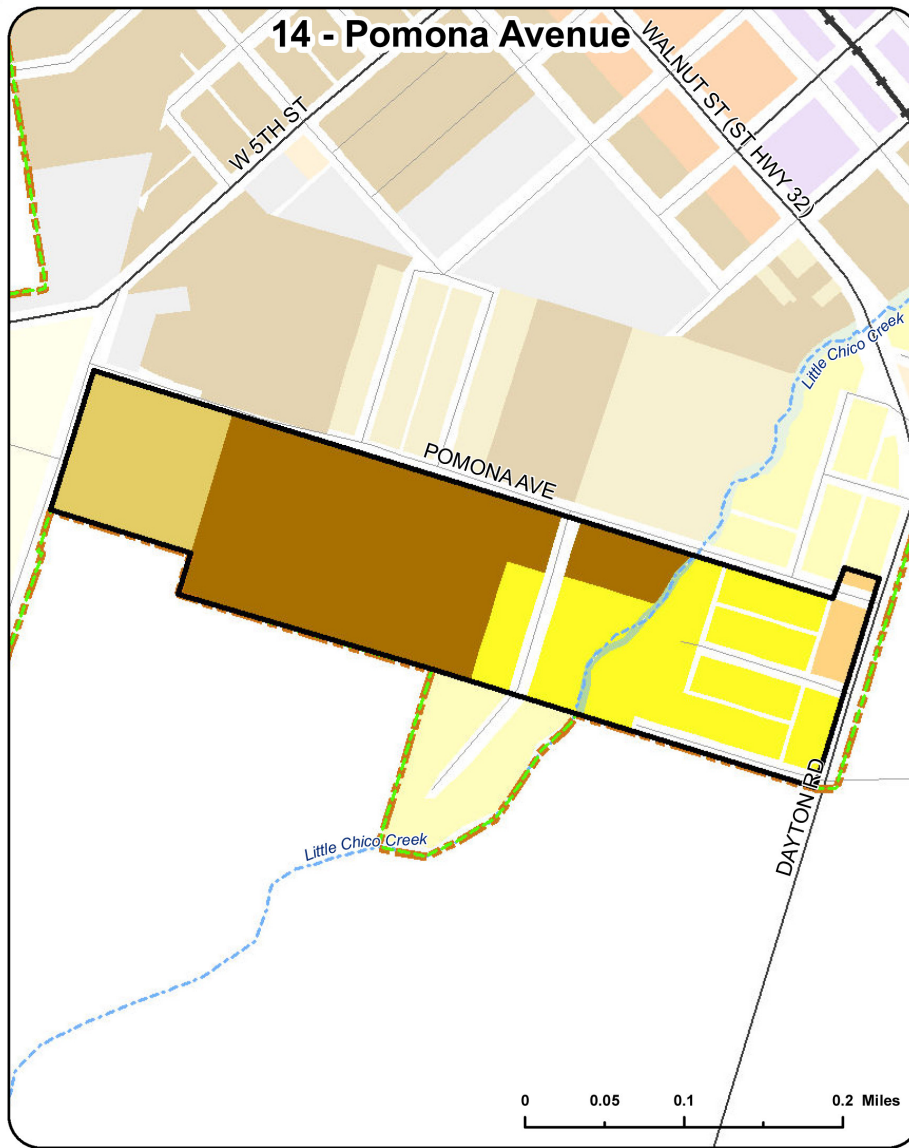 14 - Pomona Avenue
WALNUT ST (ST HWY 32)
W 5TH ST
Little Chico Creek
POMONA AVE
DAYTON RD
Little Chico Creek
0 0.05 0.1 0.2 Miles